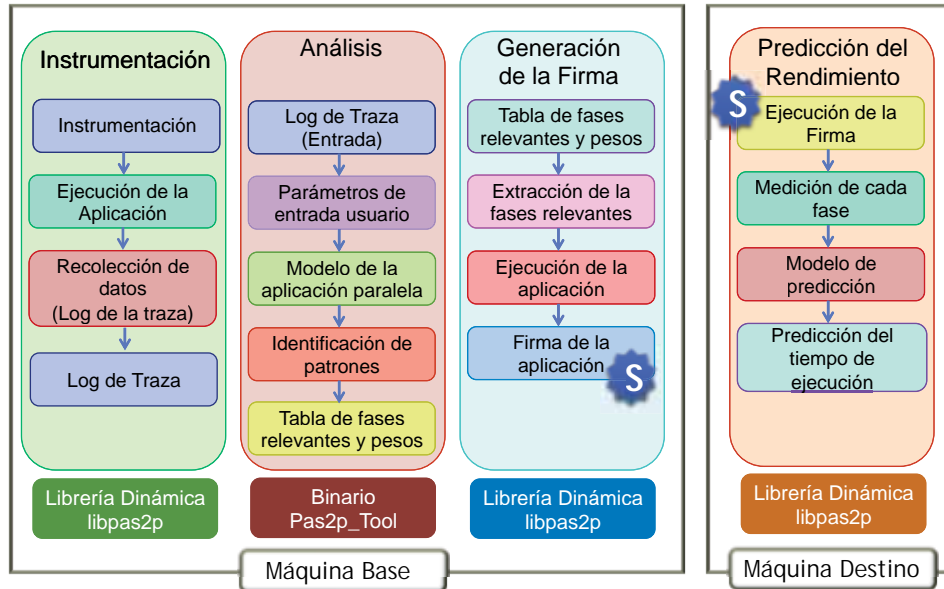 Instrumentación
Instrumentación
Ejecución de la
Aplicación
Recolección de
datos
(Log de la traza)
Log de Traza
Librería Dinámica
libpas2p
Análisis
Log de Traza
(Entrada)
Parámetros de
entrada usuario
Modelo de la
aplicación paralela
Identificación de
patrones
Tabla de fases
relevantes y pesos
Binario
Pas2p_Tool
Generación
de la Firma
Tabla de fases
relevantes y pesos
Extracción de la
fases relevantes
Ejecución de la
aplicación
Firma de la
aplicación
S
Librería Dinámica
libpas2p
Máquina Base
Predicción del
Rendimiento
S
Ejecución de la
Firma
Medición de cada
fase
Modelo de
predicción
Predicción del
tiempo de
ejecución
Librería Dinámica
libpas2p
Máquina Destino